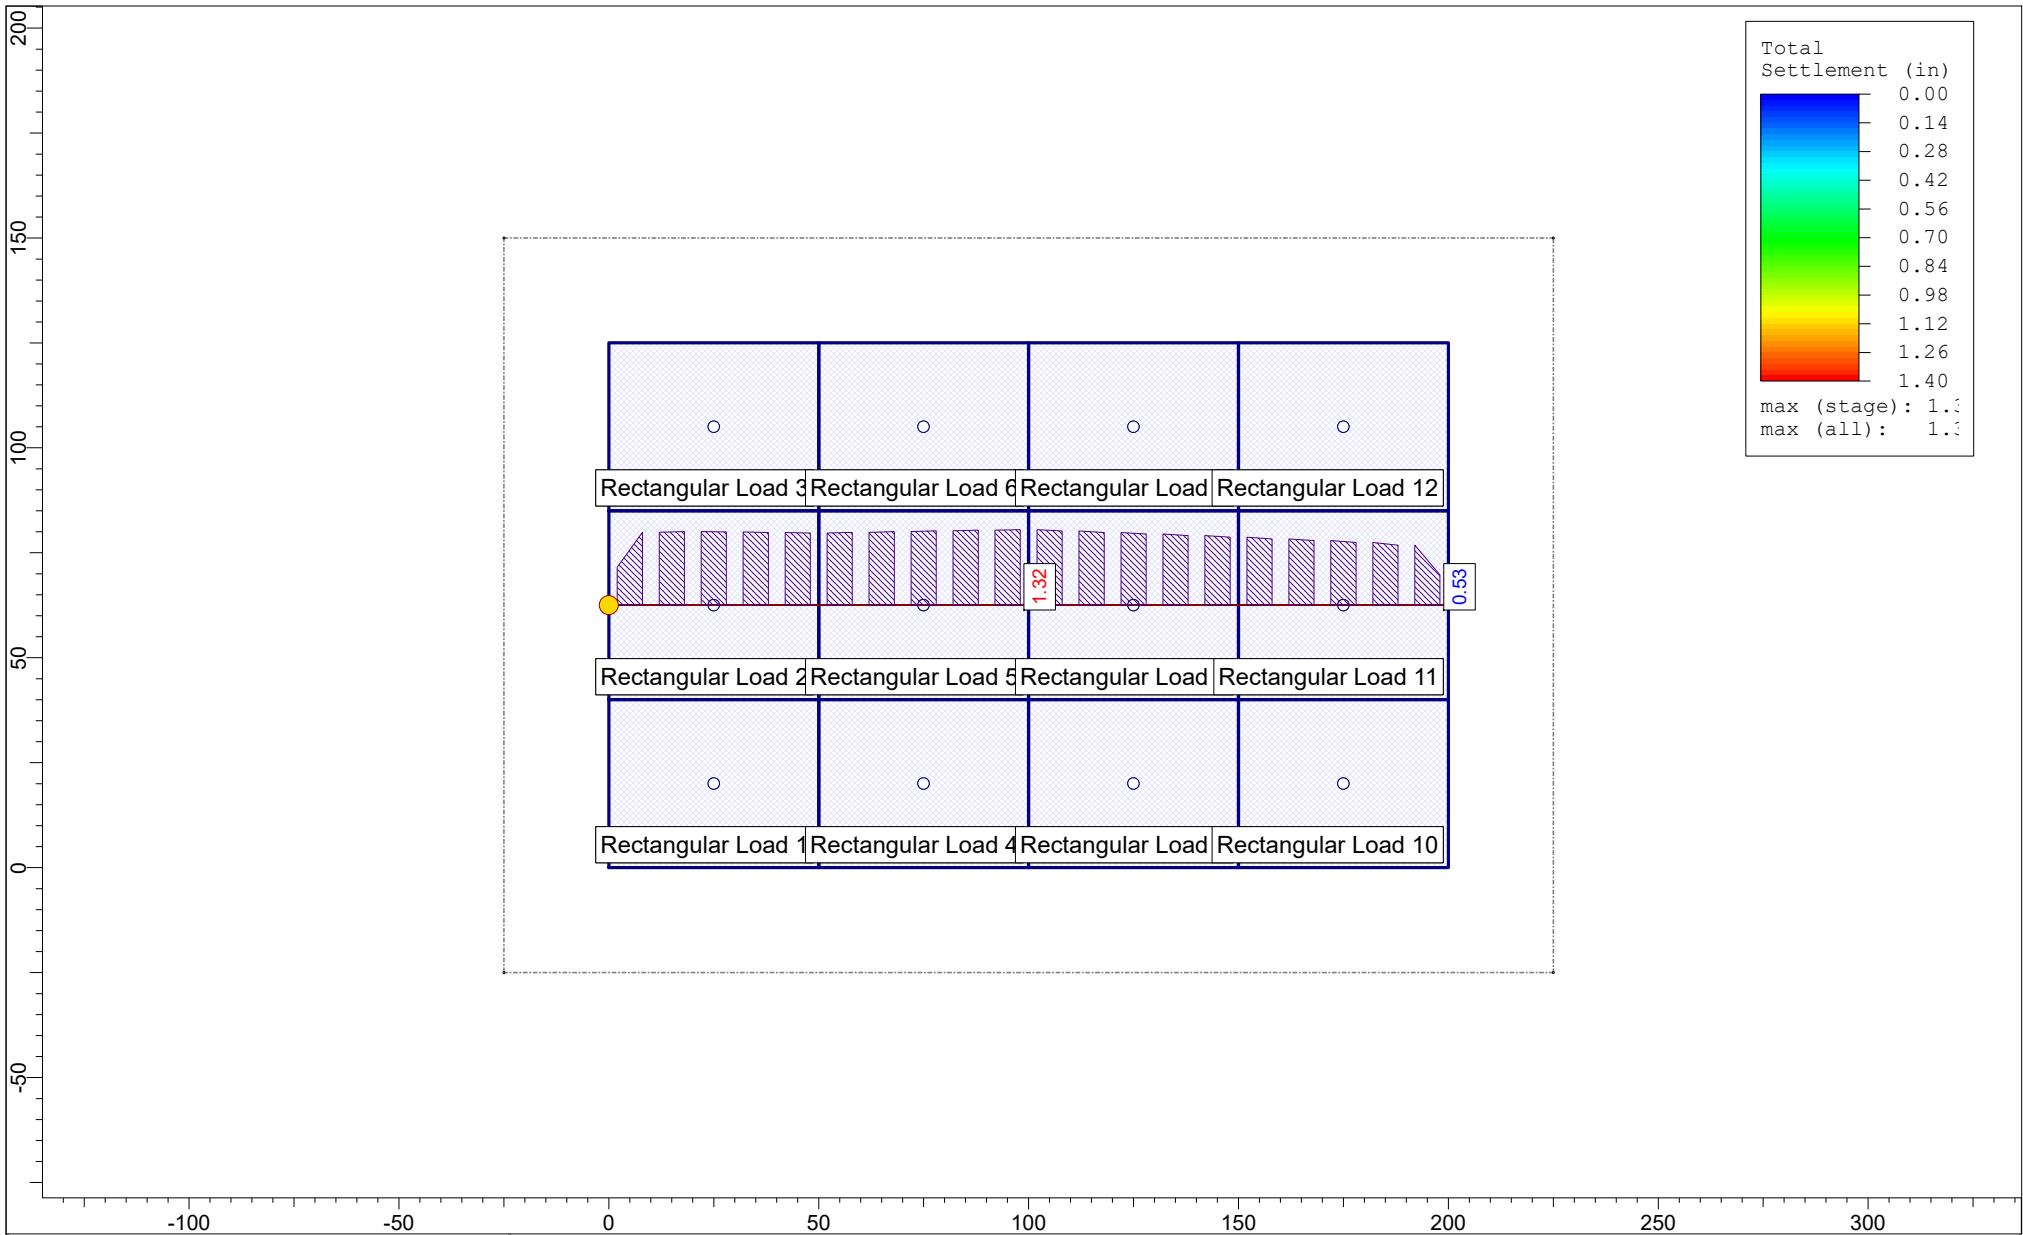 200
150
100
50
0
-50
Total
Settlement (in)
0.00
0.14
0.28
0.42
0.56
0.70
0.84
0.98
1.12
1.26
1.40
max (stage): 1.3
max (all): 1.3
Rectangular Load 3
Rectangular Load 6
Rectangular Load
Rectangular Load 12
1.32
0.53
Rectangular Load 2
Rectangular Load 5
Rectangular Load
Rectangular Load 11
Rectangular Load 1
Rectangular Load 4
Rectangular Load
Rectangular Load 10
-100
-50
0
50
100
150
200
250
300